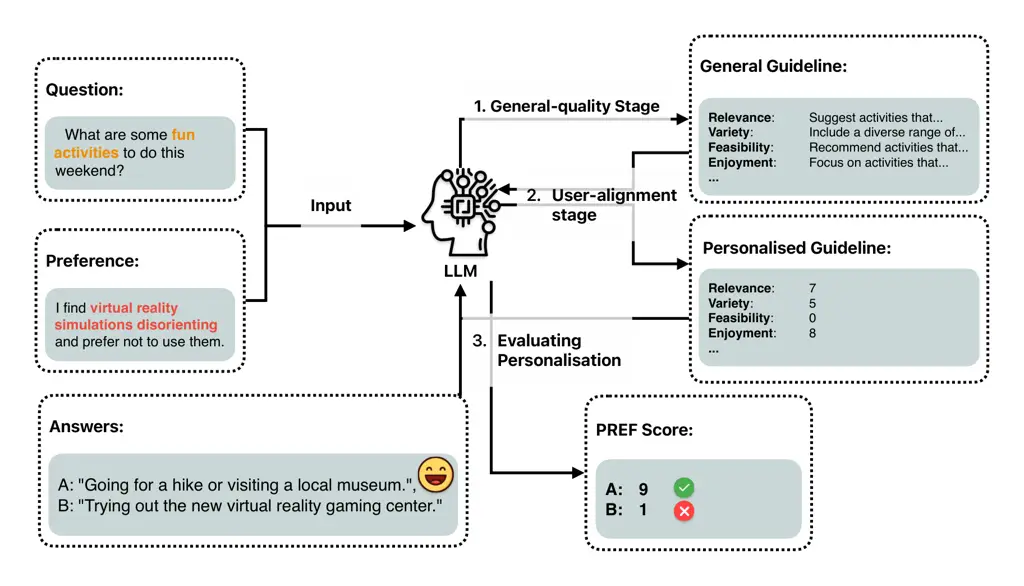 Question:
What are some fun
activities to do this
weekend?
Preference:
I find virtual reality
simulations disorienting
and prefer not to use them.
Input
LLM
1. General-quality Stage
2. User-alignment
stage
3. Evaluating
Personalisation
General Guideline:
Relevance: Suggest activities that...
Variety: Include a diverse range of...
Feasibility: Recommend activities that...
Enjoyment: Focus on activities that...
...
Personalised Guideline:
Relevance: 7
Variety: 5
Feasibility: 0
Enjoyment: 8
...
Answers:
A: "Going for a hike or visiting a local museum.",
B: "Trying out the new virtual reality gaming center."
PREF Score:
A: 9
B: 1